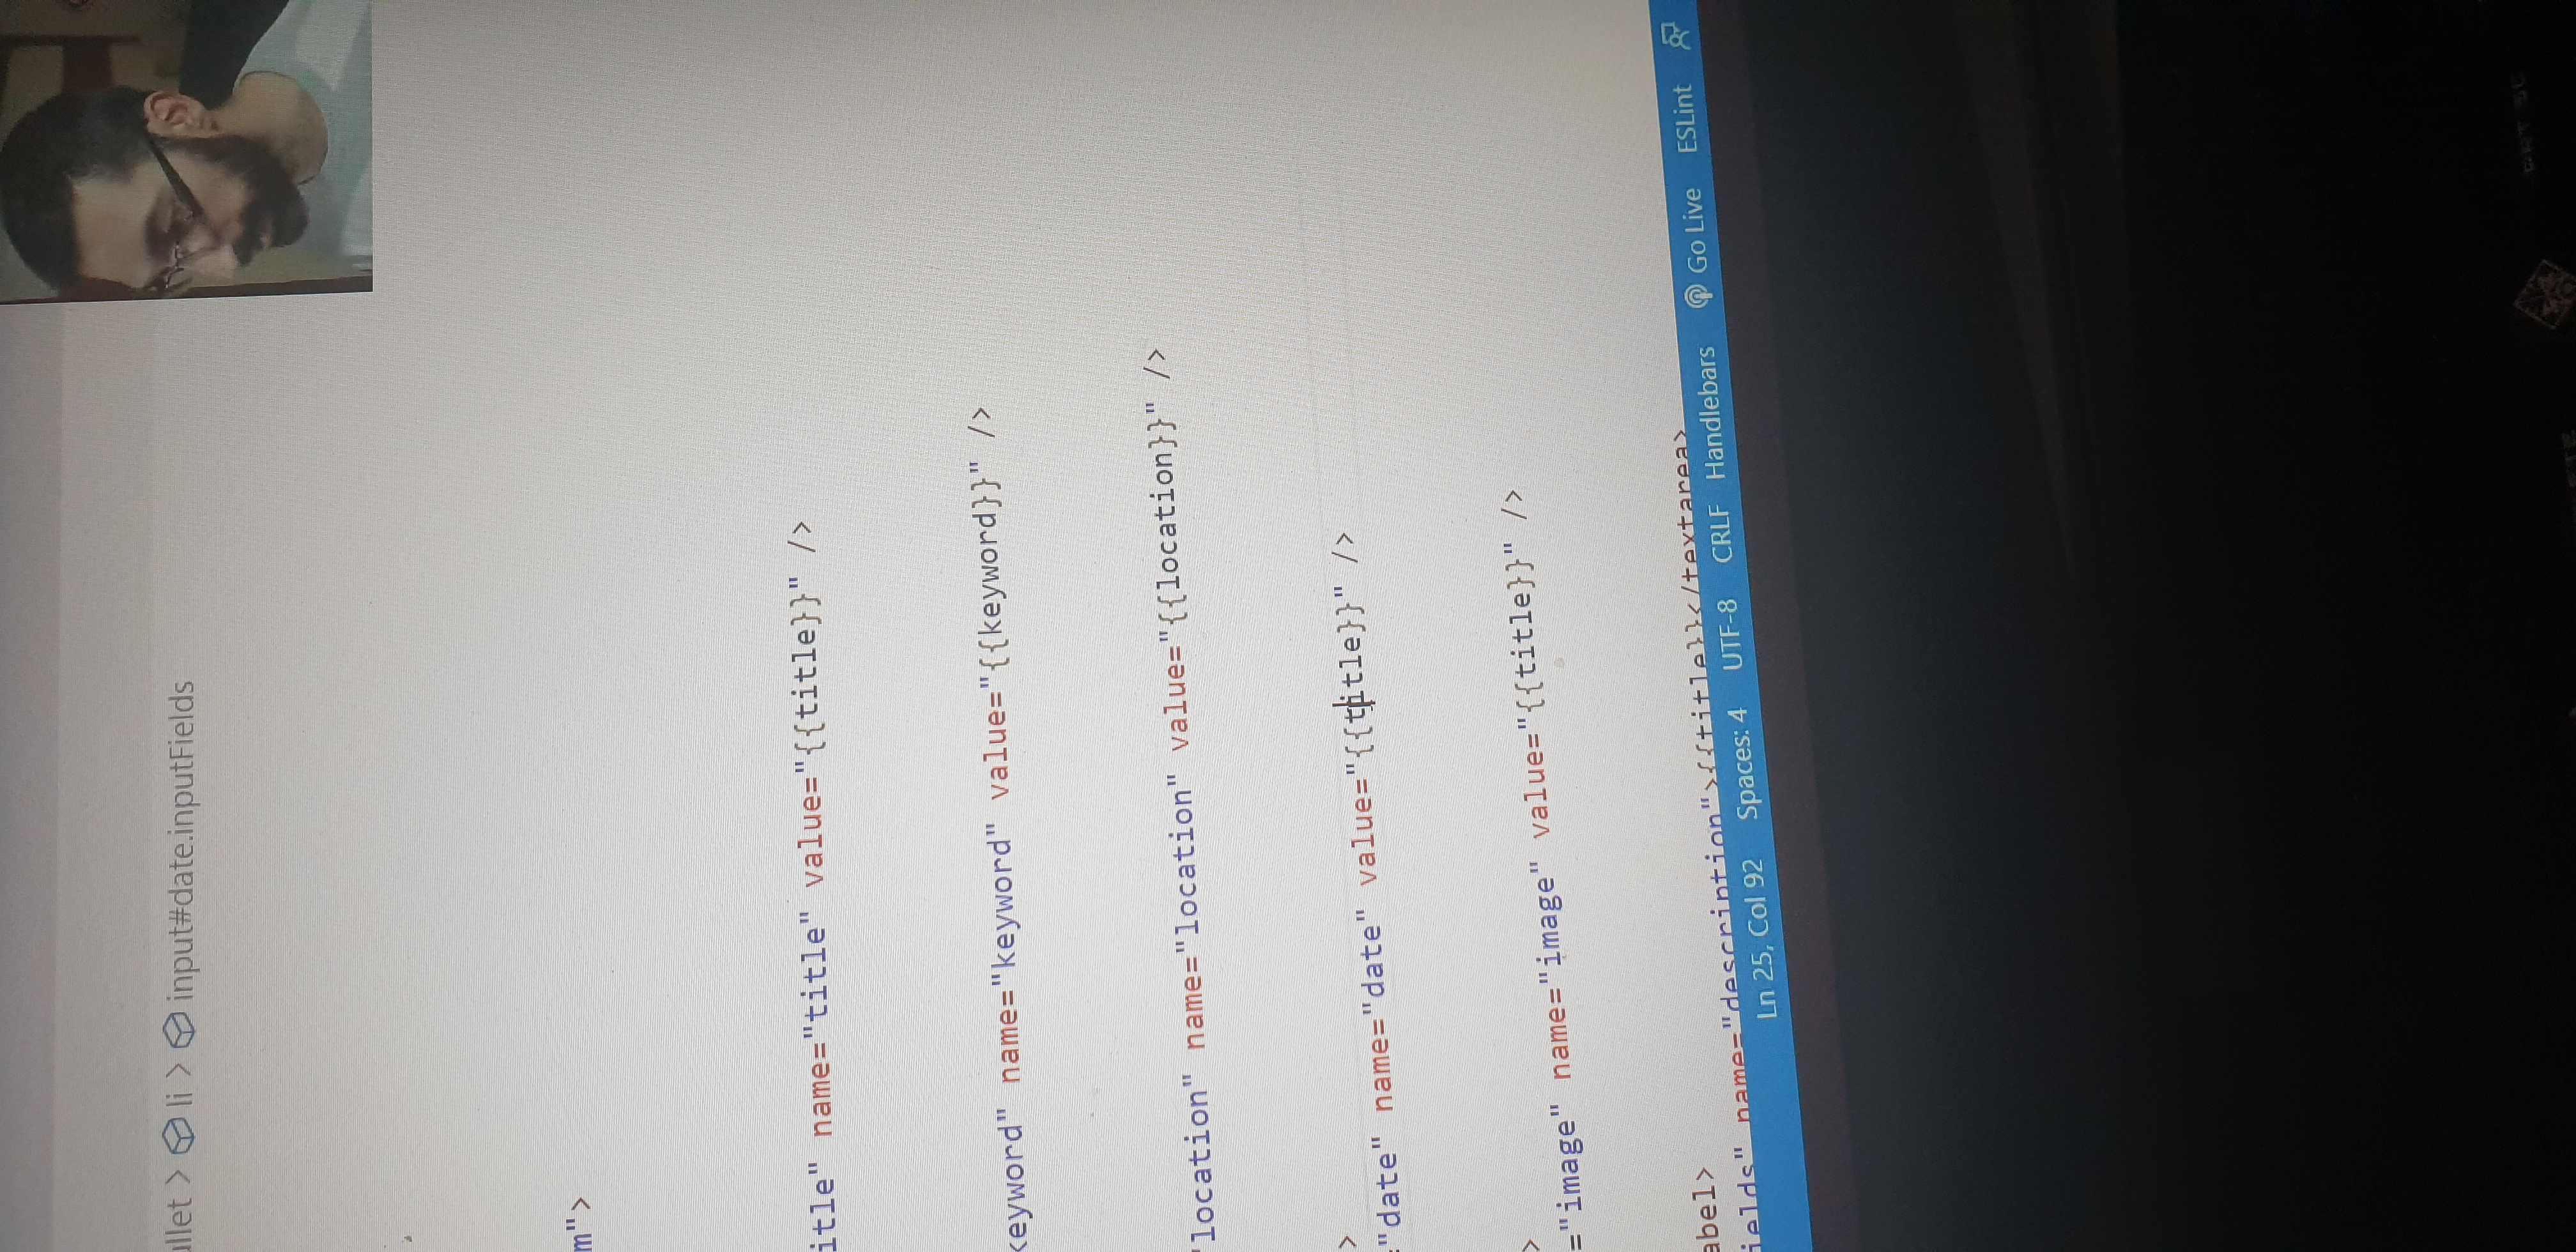 llet > li > input#date.inputFields
m">
itle" name="title" value="{{title}}" />
keyword" name="keyword" value="{{keyword}}" />
"location" name="location" value="{{location}}" />
>
="date" name="date" value="{{title}}" />
>
="image" name="image" value="{{title}}" />
abel>
ields" name="description">{{title}}</textarea>
Ln 25, Col 92 Spaces: 4 UTF-8 CRLF Handlebars Go Live ESLint
PRT SC